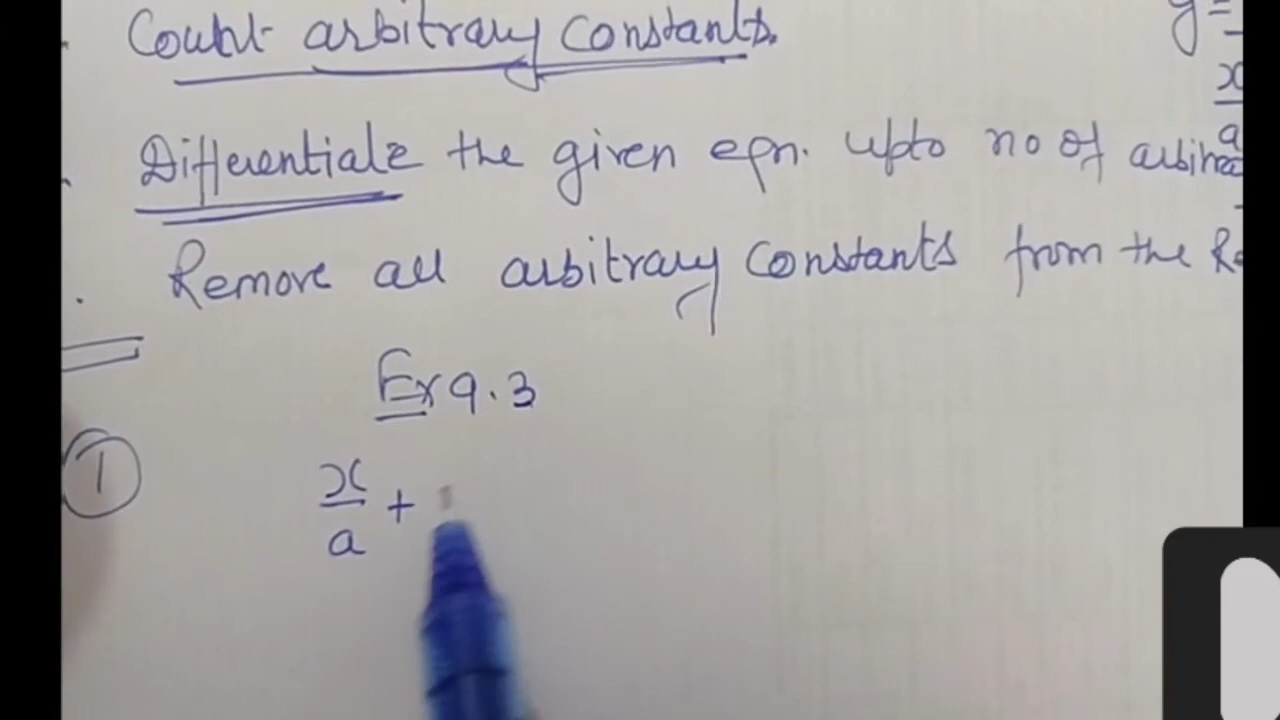 Count arbitrary constants.
y =
x
a
Differentiate the given eqn. upto no of
Remove all arbitrary constants from the
Ex 9.3
1
x/a +